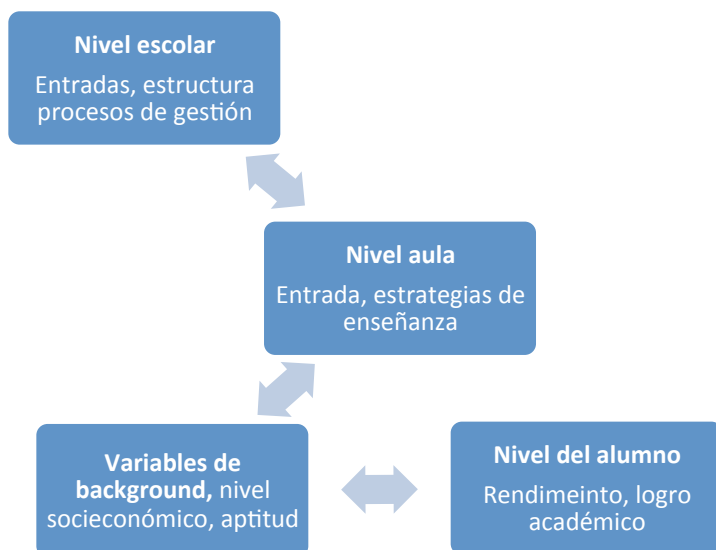 Nivel escolar
Entradas, estructura
procesos de gestión
Nivel aula
Entrada, estrategias de
enseñanza
Variables de
background, nivel
socieconómico, aptitud
Nivel del alumno
Rendimeinto, logro
académico